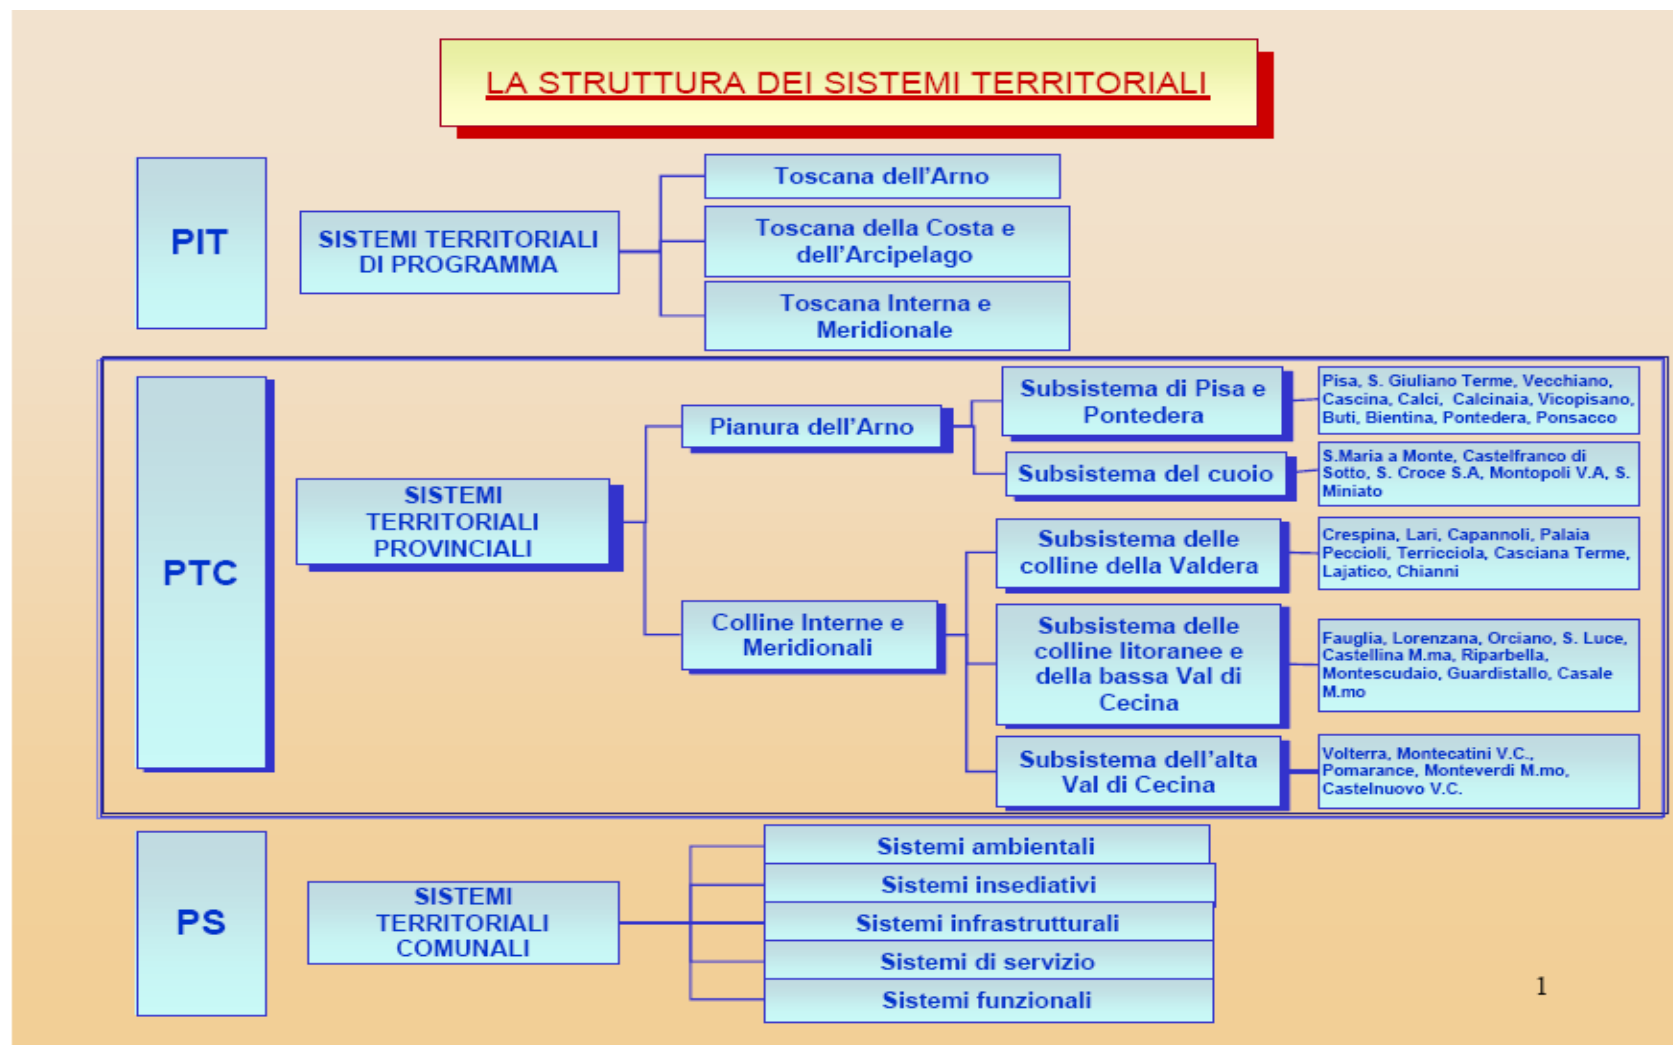 LA STRUTTURA DEI SISTEMI TERRITORIALI
PIT
SISTEMI TERRITORIALI
DI PROGRAMMA
Toscana dell'Arno
Toscana della Costa e
dell'Arcipelago
Toscana Interna e
Meridionale
PTC
SISTEMI
TERRITORIALI
PROVINCIALI
Pianura dell'Arno
Subsistema di Pisa e
Pontedera
Pisa, S. Giuliano Terme, Vecchiano,
Cascina, Calci, Calcinaia, Vicopisano,
Buti, Bientina, Pontedera, Ponsacco
Subsistema del cuoio
S.Maria a Monte, Castelfranco di
Sotto, S. Croce S.A, Montopoli V.A, S.
Miniato
Colline Interne e
Meridionali
Subsistema delle
colline della Valdera
Crespina, Lari, Capannoli, Palaia
Peccioli, Terricciola, Casciana Terme,
Lajatico, Chianni
Subsistema delle
colline litoranee e
della bassa Val di
Cecina
Fauglia, Lorenzana, Orciano, S. Luce,
Castellina M.ma, Riparbella,
Montescudaio, Guardistallo, Casale
M.mo
Subsistema dell'alta
Val di Cecina
Volterra, Montecatini V.C.,
Pomarance, Monteverdi M.mo,
Castelnuovo V.C.
PS
SISTEMI
TERRITORIALI
COMUNALI
Sistemi ambientali
Sistemi insediativi
Sistemi infrastrutturali
Sistemi di servizio
Sistemi funzionali
1